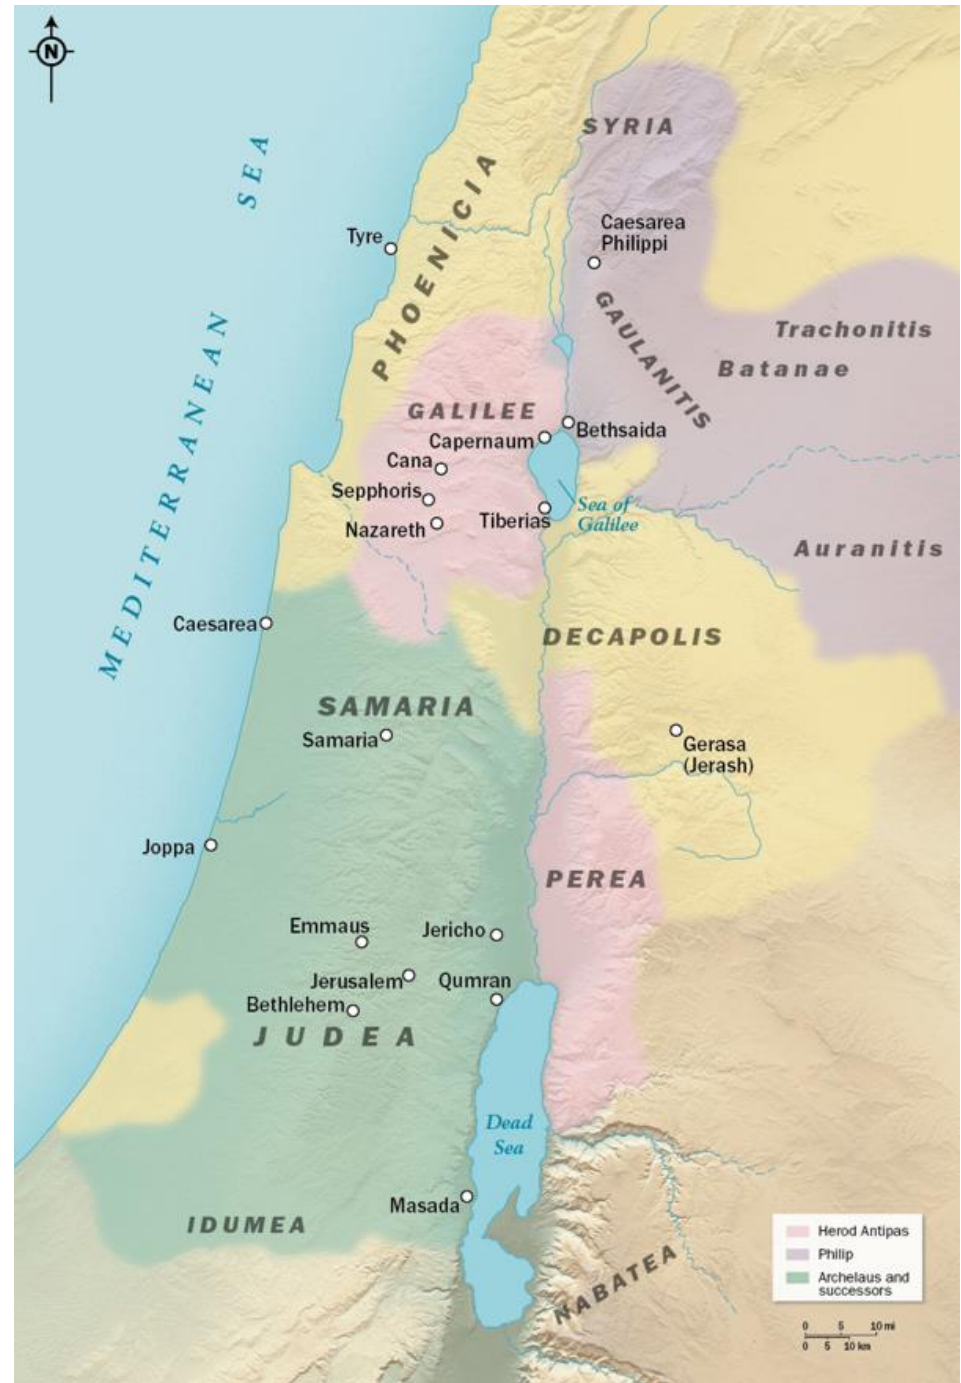 N
SYRIA
MEDITERRANEAN SEA
PHOENICIA
Caesarea
Philippi
Tyre
GAULANITIS
Trachonitis
Batanae
GALILEE
Bethsaida
Capernaum
Cana
Sepphoris
Sea of
Galilee
Tiberias
Nazareth
Auranitis
Caesarea
DECAPOLIS
SAMARIA
Samaria
Gerasa
(Jerash)
Joppa
PEREA
Emmaus
Jericho
Jerusalem
Qumran
Bethlehem
JUDEA
Dead
Sea
Masada
IDUMEA
NABATEA
Herod Antipas
Philip
Archelaus and
successors
0 5 10 mi
0 5 10 km